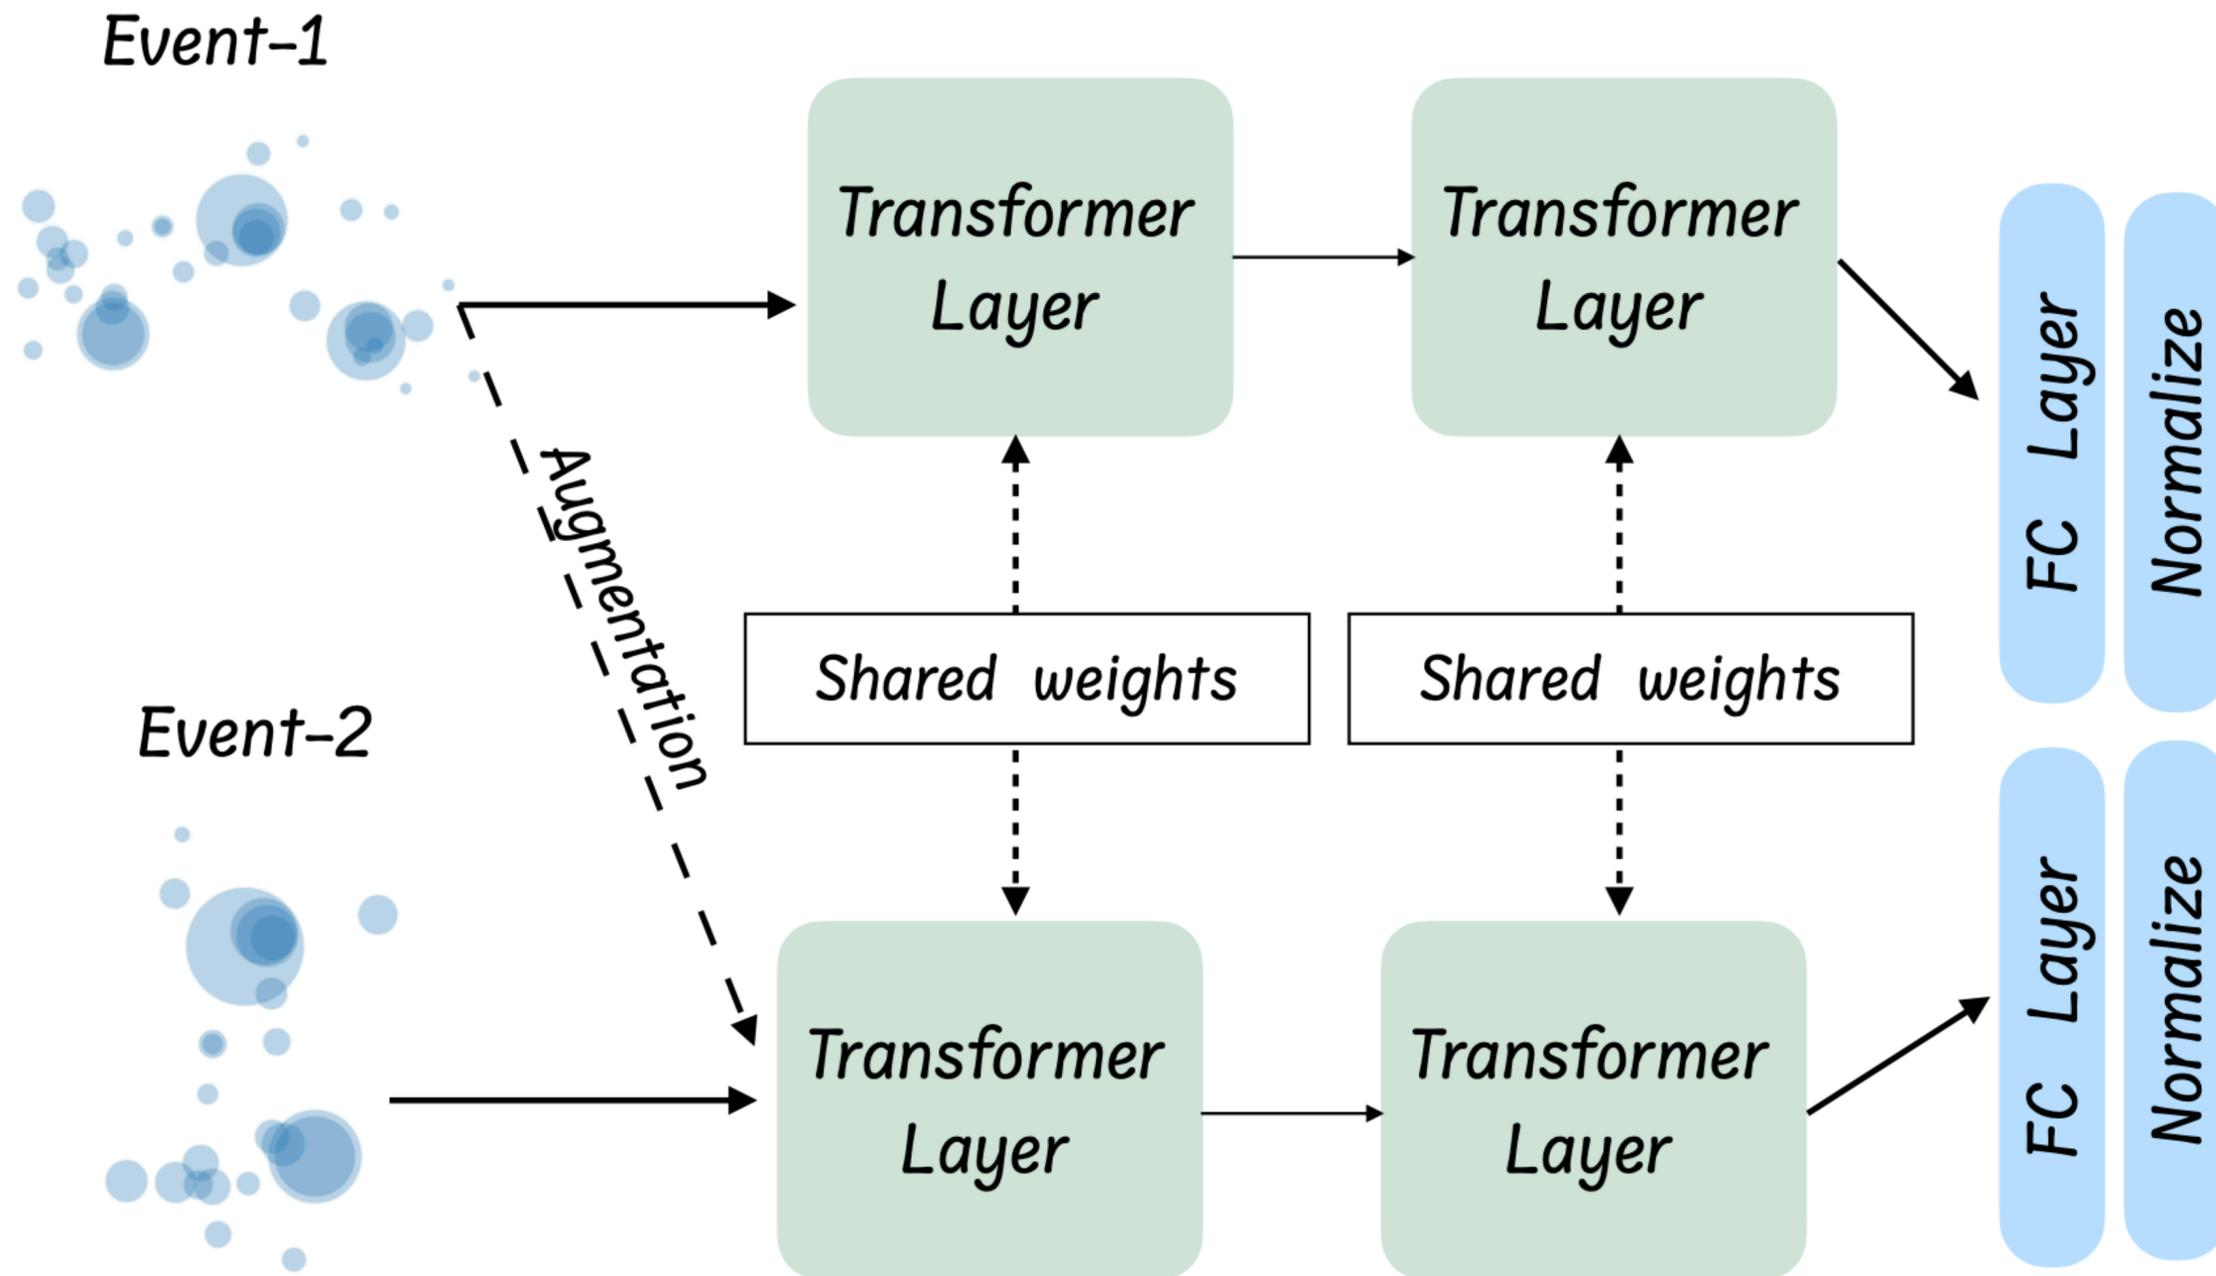 Event-1
Transformer
Layer
Transformer
Layer
FC Layer
Normalize
Augmentation
Shared weights
Shared weights
Event-2
Transformer
Layer
Transformer
Layer
FC Layer
Normalize